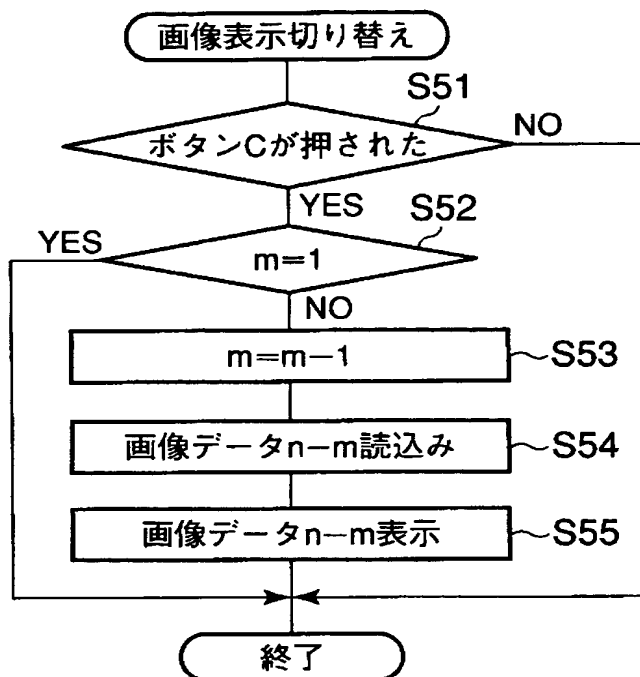 画像表示切り替え
S51
ボタンCが押された
NO
YES
S52
YES
m=1
NO
m=m−1
S53
画像データn−m読込み
S54
画像データn−m表示
S55
終了